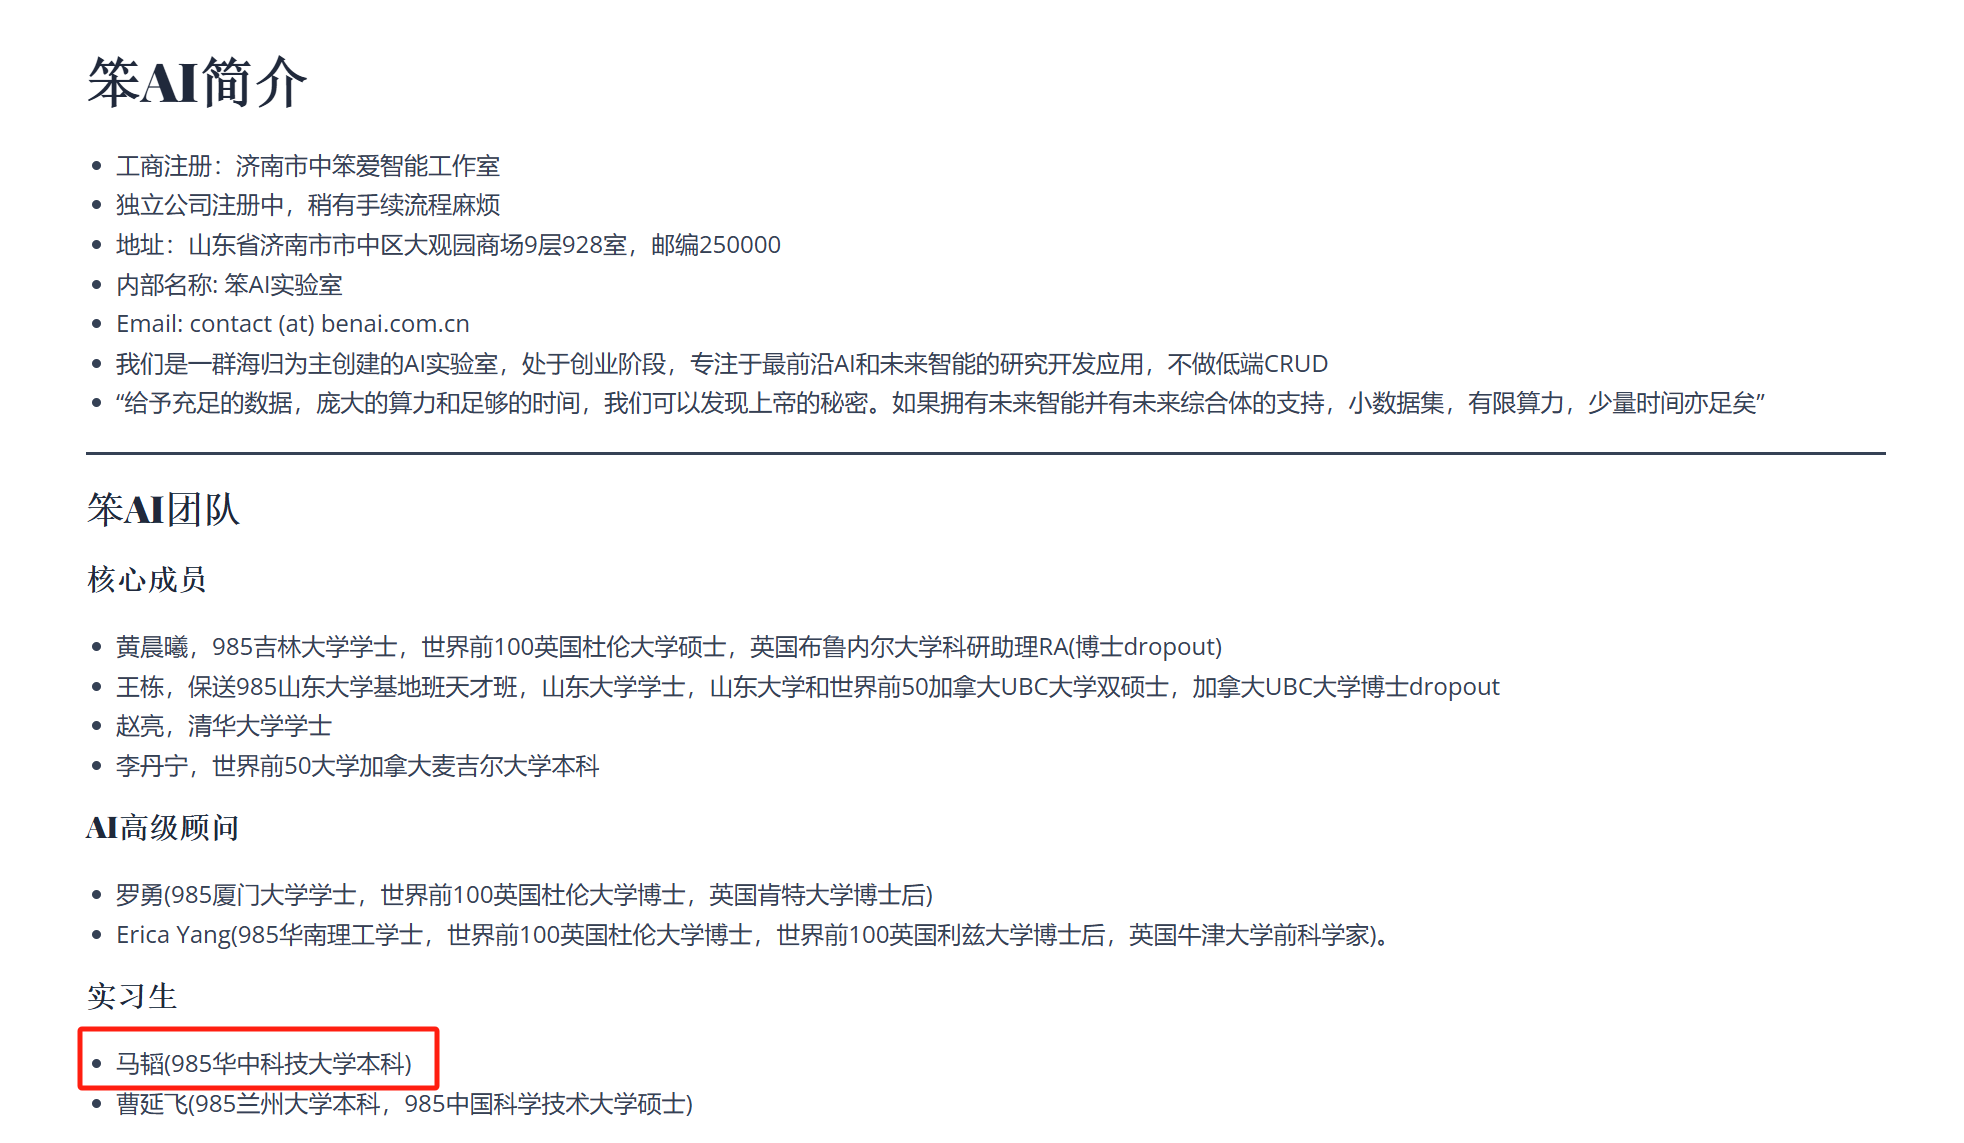 笨AI简介
工商注册：济南市中笨爱智能工作室
独立公司注册中，稍有手续流程麻烦
地址：山东省济南市市中区大观园商场9层928室，邮编250000
内部名称: 笨AI实验室
Email: contact (at) benai.com.cn
我们是一群海归为主创建的AI实验室，处于创业阶段，专注于最前沿AI和未来智能的研究开发应用，不做低端CRUD
“给予充足的数据，庞大的算力和足够的时间，我们可以发现上帝的秘密。如果拥有未来智能并有未来综合体的支持，小数据集，有限算力，少量时间亦足矣”
笨AI团队
核心成员
黄晨曦，985吉林大学学士，世界前100英国杜伦大学硕士，英国布鲁内尔大学科研助理RA(博士dropout)
王栋，保送985山东大学基地班天才班，山东大学学士，山东大学和世界前50加拿大UBC大学双硕士，加拿大UBC大学博士dropout
赵亮，清华大学学士
李丹宁，世界前50大学加拿大麦吉尔大学本科
AI高级顾问
罗勇(985厦门大学学士，世界前100英国杜伦大学博士，英国肯特大学博士后)
Erica Yang(985华南理工学士，世界前100英国杜伦大学博士，世界前100英国利兹大学博士后，英国牛津大学前科学家)。
实习生
马韬(985华中科技大学本科)
曹延飞(985兰州大学本科，985中国科学技术大学硕士)